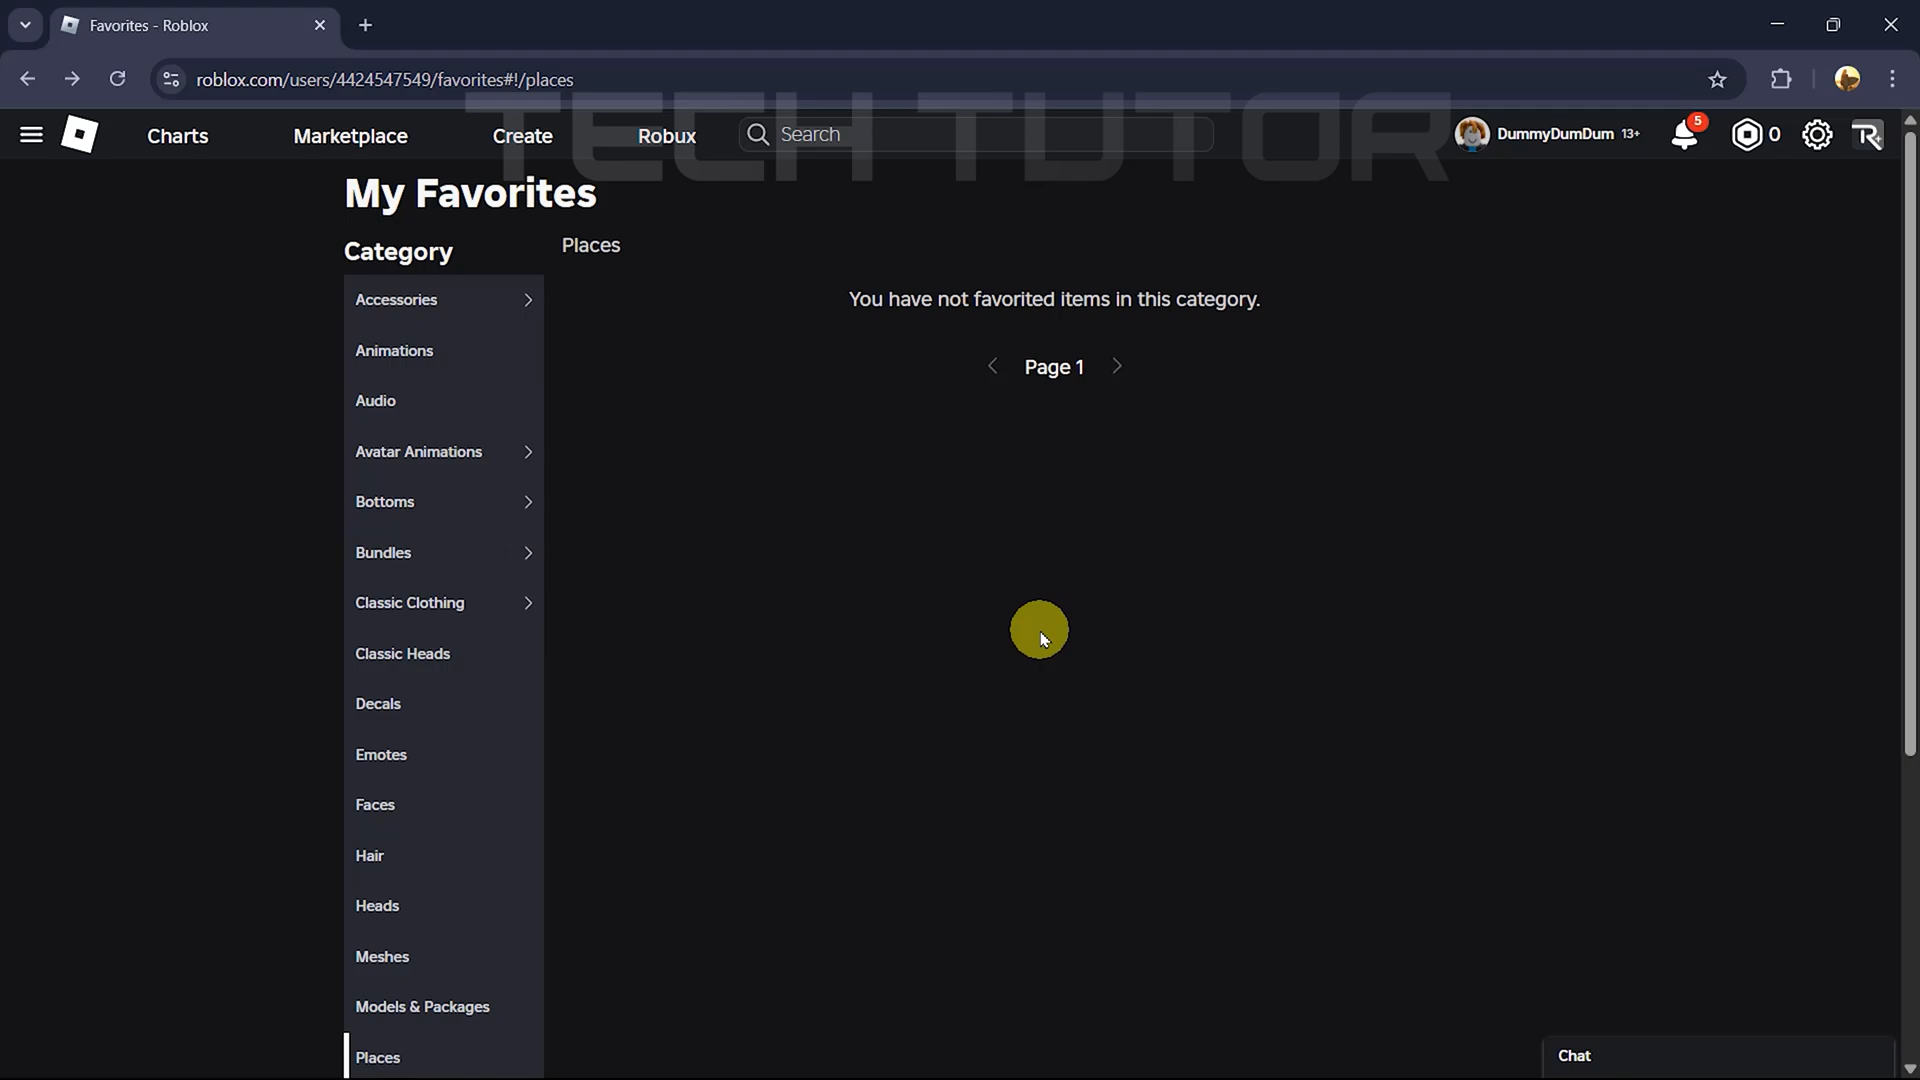 Favorites - Roblox
roblox.com/users/4424547549/favorites#!/places
TECH TUTOR
Charts
Marketplace
Create
Robux
Search
DummyDumDum 13+
5
0
My Favorites
Category
Places
Accessories
You have not favorited items in this category.
Animations
Page 1
Audio
Avatar Animations
Bottoms
Bundles
Classic Clothing
Classic Heads
Decals
Emotes
Faces
Hair
Heads
Meshes
Models & Packages
Places
Chat